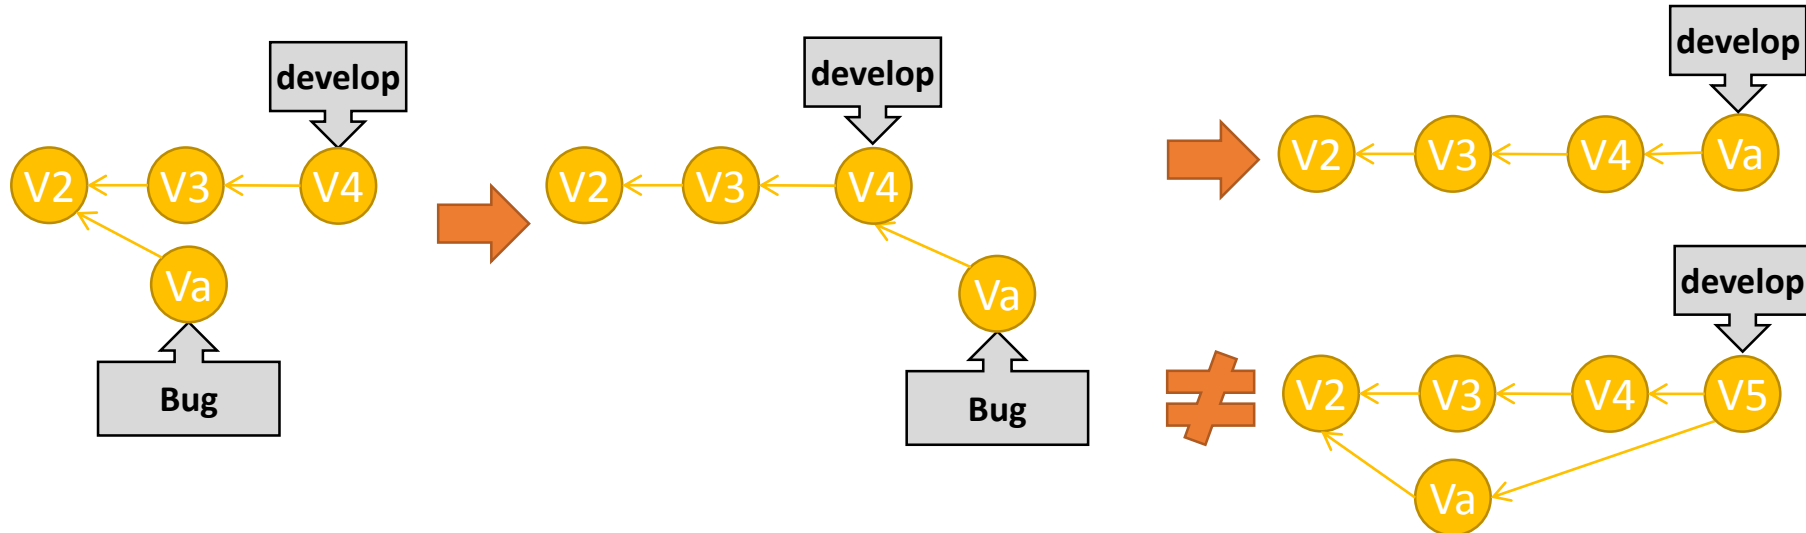 develop
V2 V3 V4
Va
Bug
develop
V2 V3 V4
Va
Bug
develop
V2 V3 V4 Va
develop
V2 V3 V4 V5
Va